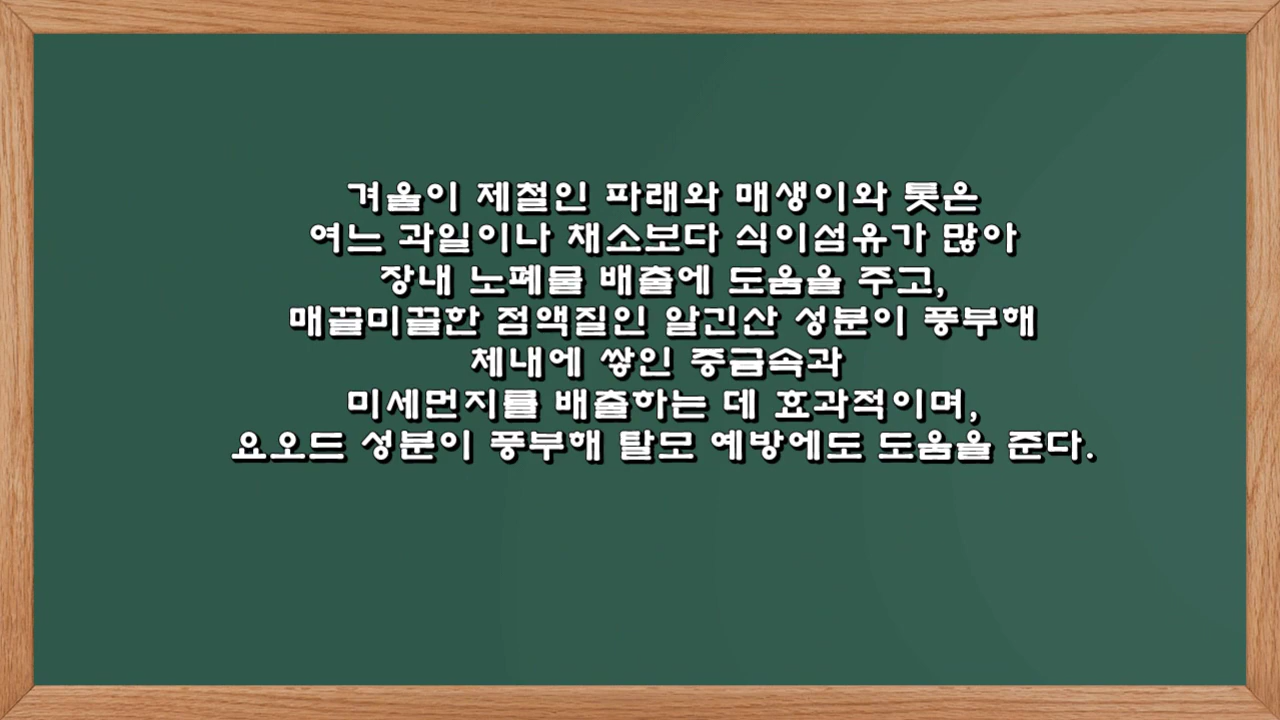 겨울이 제철인 파래와 매생이와 톳은
여느 과일이나 채소보다 식이섬유가 많아
장내 노폐물 배출에 도움을 주고,
매끌미끌한 점액질인 알긴산 성분이 풍부해
체내에 쌓인 중금속과
미세먼지를 배출하는 데 효과적이며,
요오드 성분이 풍부해 탈모 예방에도 도움을 준다.